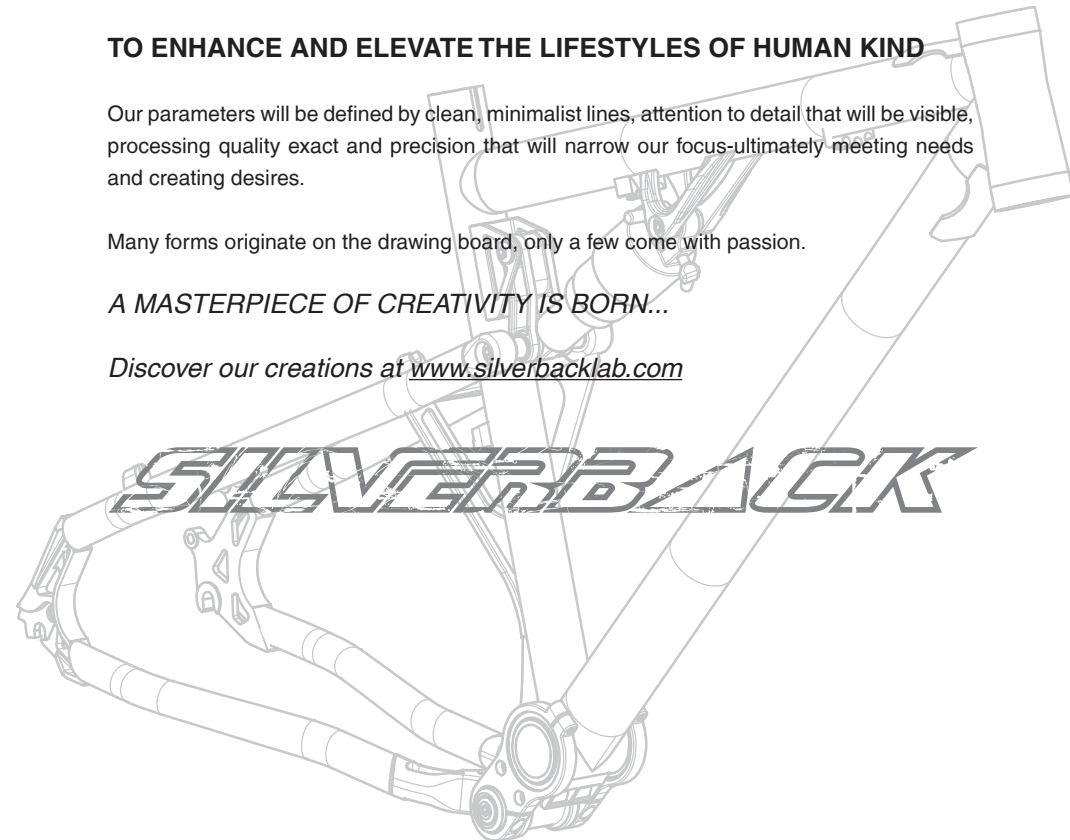 TO ENHANCE AND ELEVATE THE LIFESTYLES OF HUMAN KIND
Our parameters will be defined by clean, minimalist lines, attention to detail that will be visible,
processing quality exact and precision that will narrow our focus-ultimately meeting needs
and creating desires.
Many forms originate on the drawing board, only a few come with passion.
A MASTERPIECE OF CREATIVITY IS BORN...
Discover our creations at www.silverbacklab.com
SILVERBACK